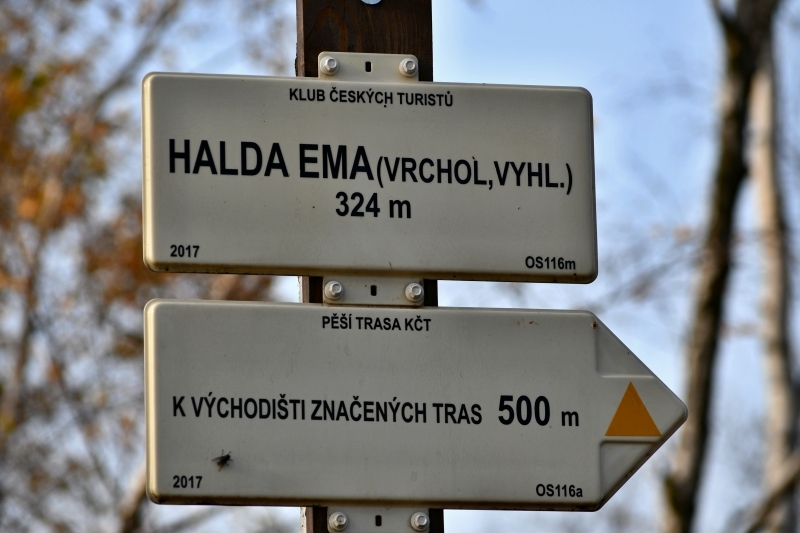 KLUB ČESKÝCH TURISTŮ
HALDA EMA (VRCHOL,VYHL.)
324 m
2017 OS116m
PĚŠÍ TRASA KČT
K VÝCHODIŠTI ZNAČENÝCH TRAS 500 m
2017 OS116a